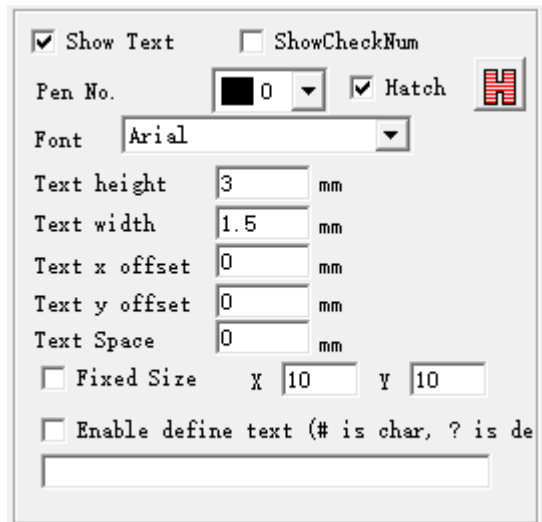 Show Text ShowCheckNum
Pen No. 0 Hatch H
Font Arial
Text height 3 mm
Text width 1.5 mm
Text x offset 0 mm
Text y offset 0 mm
Text Space 0 mm
Fixed Size X 10 Y 10
Enable define text (# is char, ? is de